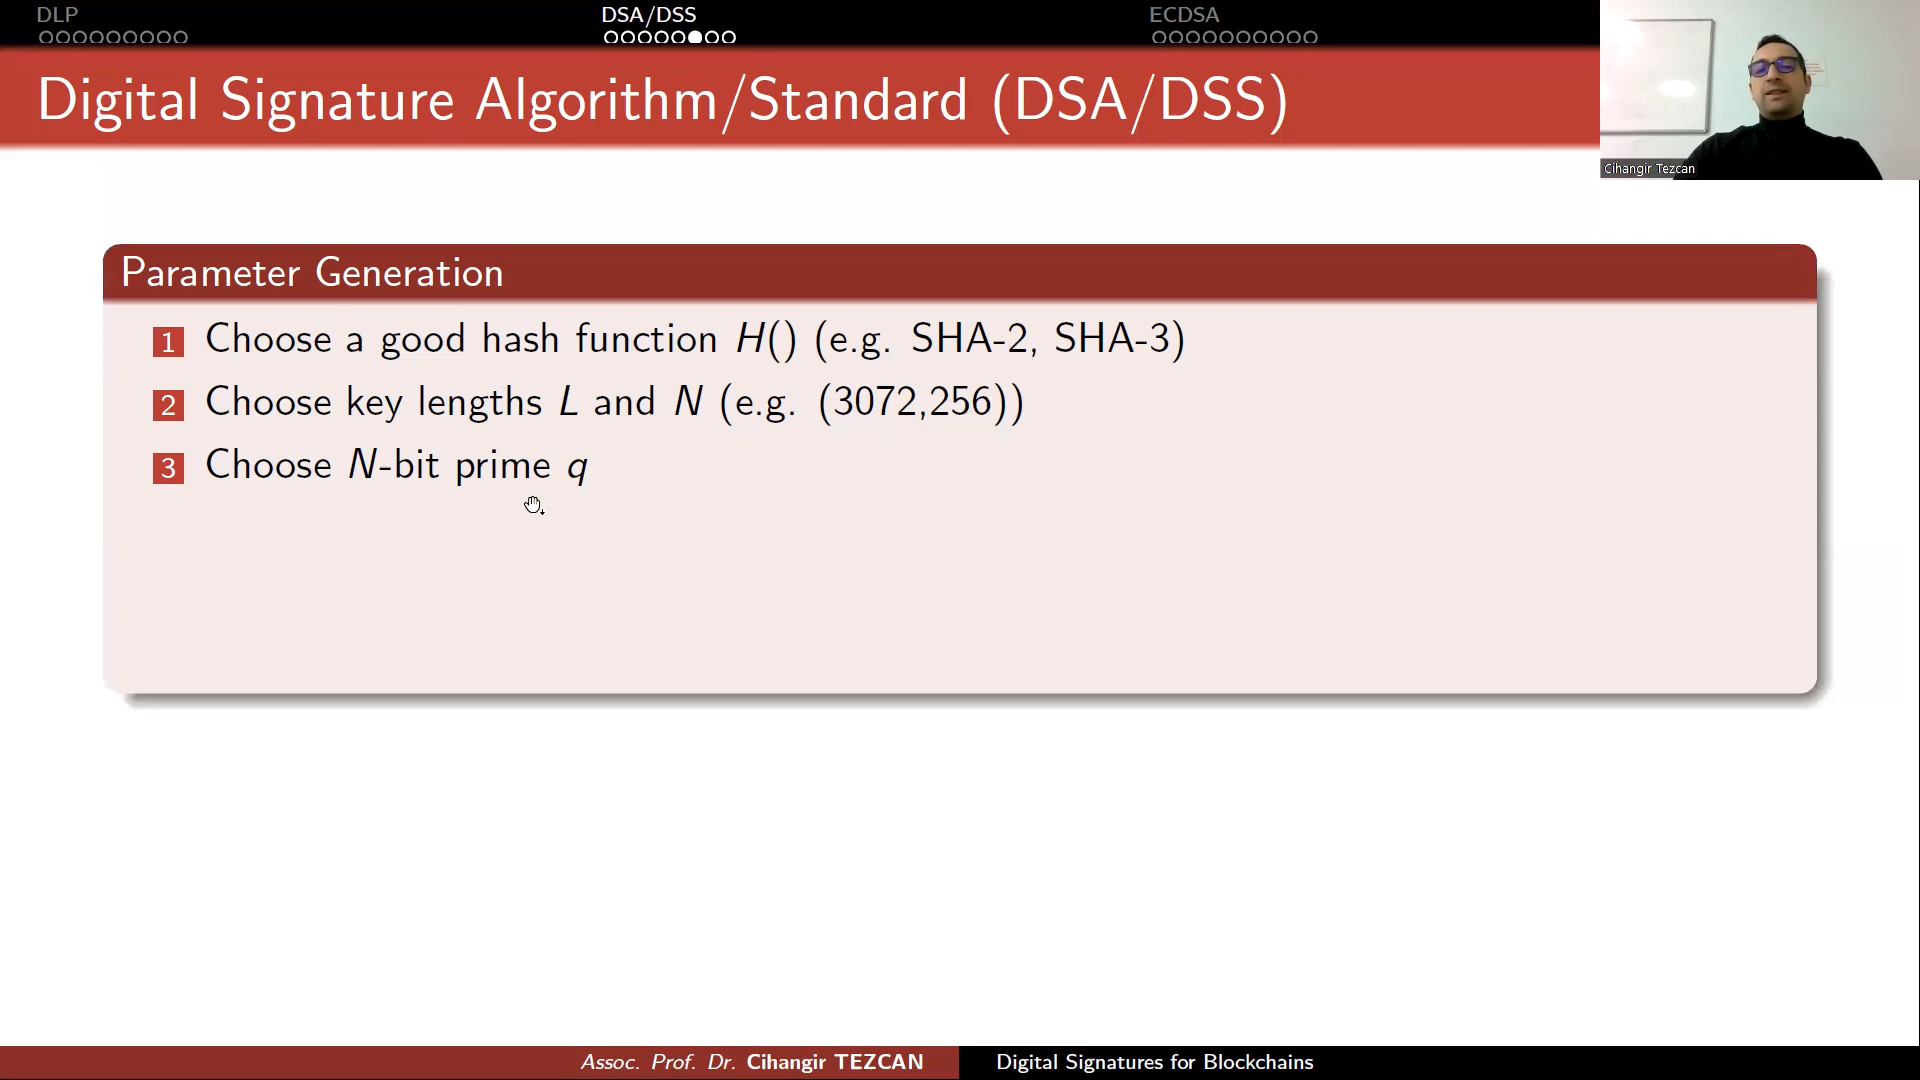 DLP
DSA/DSS
ECDSA
Digital Signature Algorithm/Standard (DSA/DSS)
Cihangir Tezcan
Parameter Generation
1 Choose a good hash function H() (e.g. SHA-2, SHA-3)
2 Choose key lengths L and N (e.g. (3072,256))
3 Choose N-bit prime q
Assoc. Prof. Dr. Cihangir TEZCAN
Digital Signatures for Blockchains